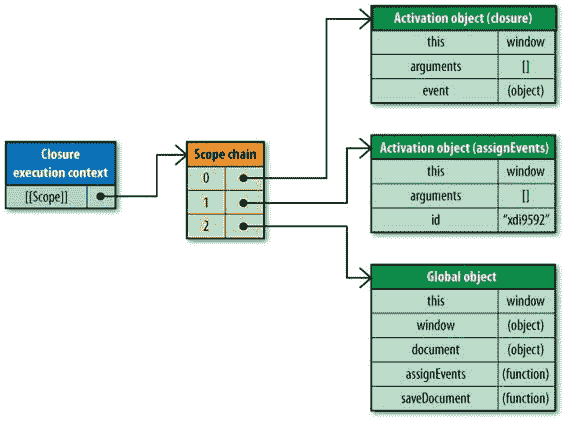 Closure
execution context
[[Scope]]
Scope chain
0
1
2
Activation object (closure)
this window
arguments []
event (object)
Activation object (assignEvents)
this window
arguments []
id “xdi9592”
Global object
this window
window (object)
document (object)
assignEvents (function)
saveDocument (function)